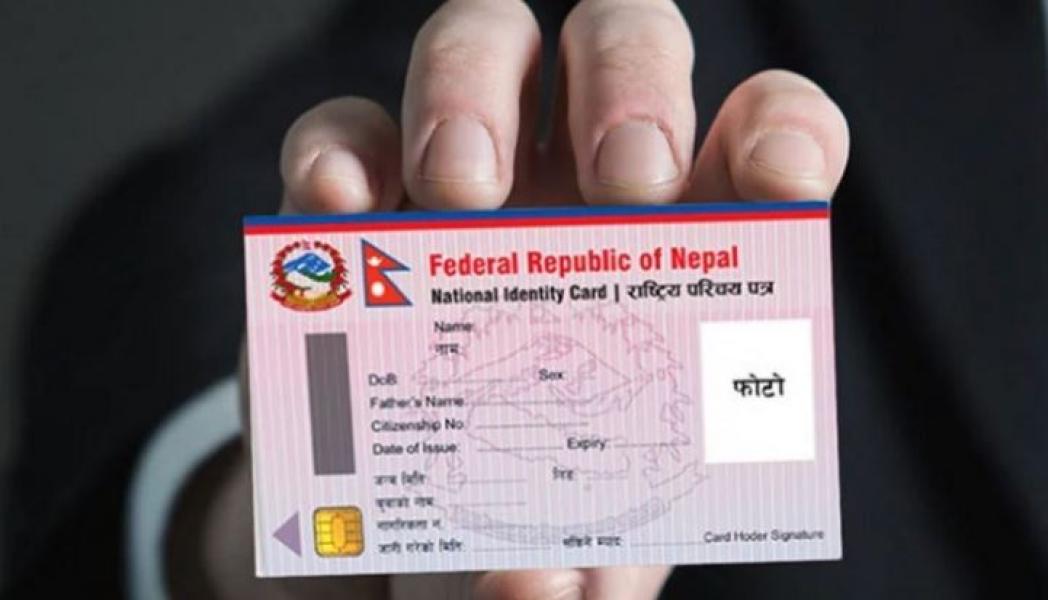 Federal Republic of Nepal
National Identity Card | राष्ट्रिय परिचय पत्र
Name:
नाम:
फोटो
DoB: Sex:
Father's Name:
Citizenship No:
Date of Issue: Expiry:
जन्म मिति: लिङ्ग:
बुवाको नाम:
नागरिकता न.
जारी गरेको मिति: सकिने म्याद:
Card Hoder Signature